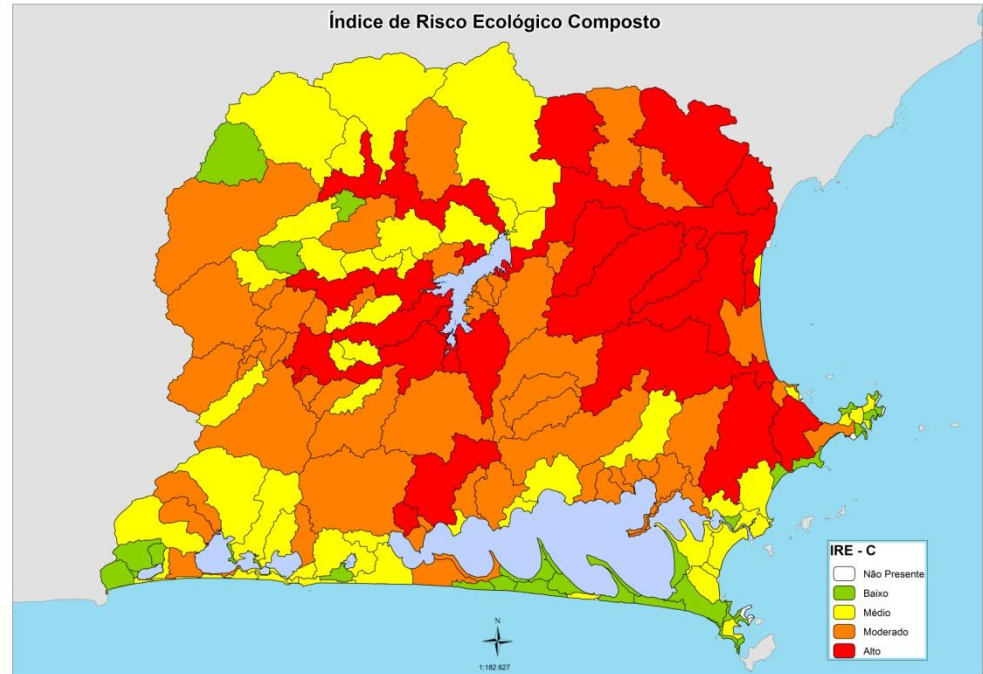 Índice de Risco Ecológico Composto
IRE - C
Não Presente
Baixo
Médio
Moderado
Alto
1:182.627